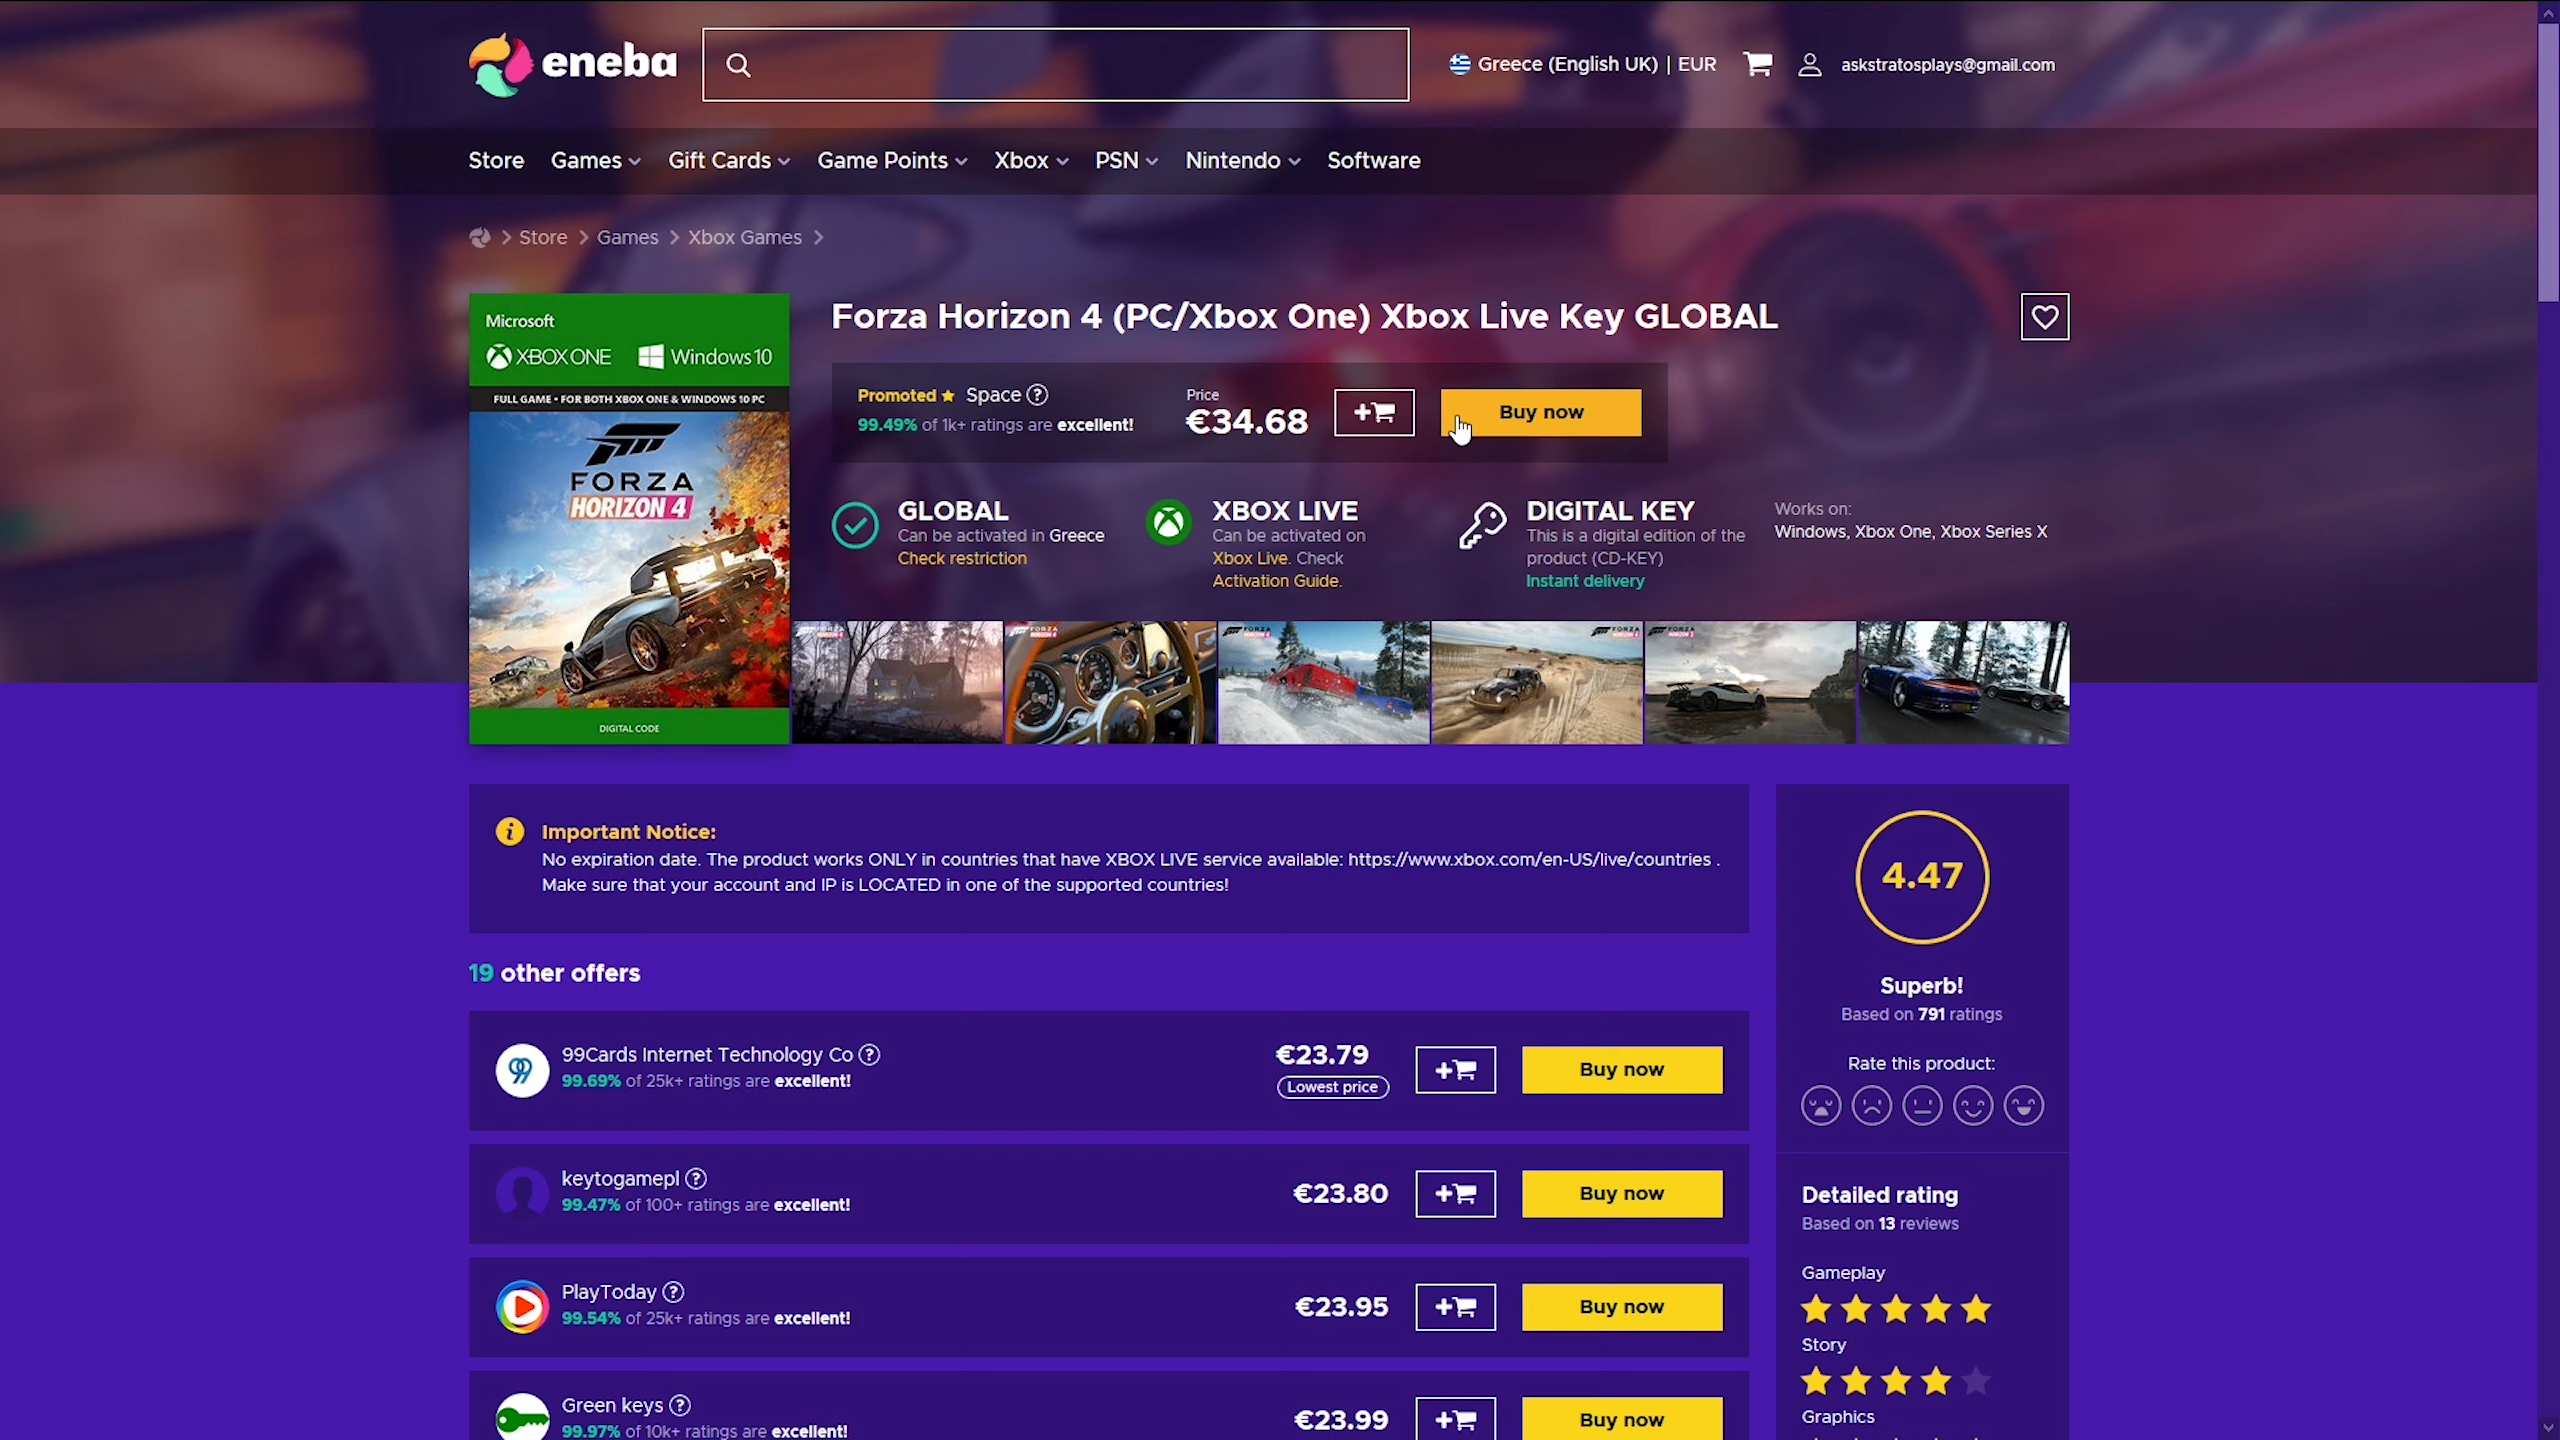 eneba
Greece (English UK) | EUR
askstratosplays@gmail.com
Store Games Gift Cards Game Points Xbox PSN Nintendo Software
Store Games Xbox Games
Microsoft
XBOX ONE Windows 10
FULL GAME • FOR BOTH XBOX ONE & WINDOWS 10 PC
FORZA
HORIZON 4
DIGITAL CODE
Forza Horizon 4 (PC/Xbox One) Xbox Live Key GLOBAL
Promoted Space ?
99.49% of 1k+ ratings are excellent!
Price
€34.68
+
Buy now
GLOBAL
Can be activated in Greece
Check restriction
XBOX LIVE
Can be activated on
Xbox Live. Check
Activation Guide.
DIGITAL KEY
This is a digital edition of the
product (CD-KEY)
Instant delivery
Works on:
Windows, Xbox One, Xbox Series X
Important Notice:
No expiration date. The product works ONLY in countries that have XBOX LIVE service available: https://www.xbox.com/en-US/live/countries .
Make sure that your account and IP is LOCATED in one of the supported countries!
19 other offers
99
99Cards Internet Technology Co ?
99.69% of 25k+ ratings are excellent!
€23.79
Lowest price
+
Buy now
keytogamepl ?
99.47% of 100+ ratings are excellent!
€23.80
+
Buy now
PlayToday ?
99.54% of 25k+ ratings are excellent!
€23.95
+
Buy now
Green keys ?
99.97% of 10k+ ratings are excellent!
€23.99
+
Buy now
4.47
Superb!
Based on 791 ratings
Rate this product:
Detailed rating
Based on 13 reviews
Gameplay
Story
Graphics